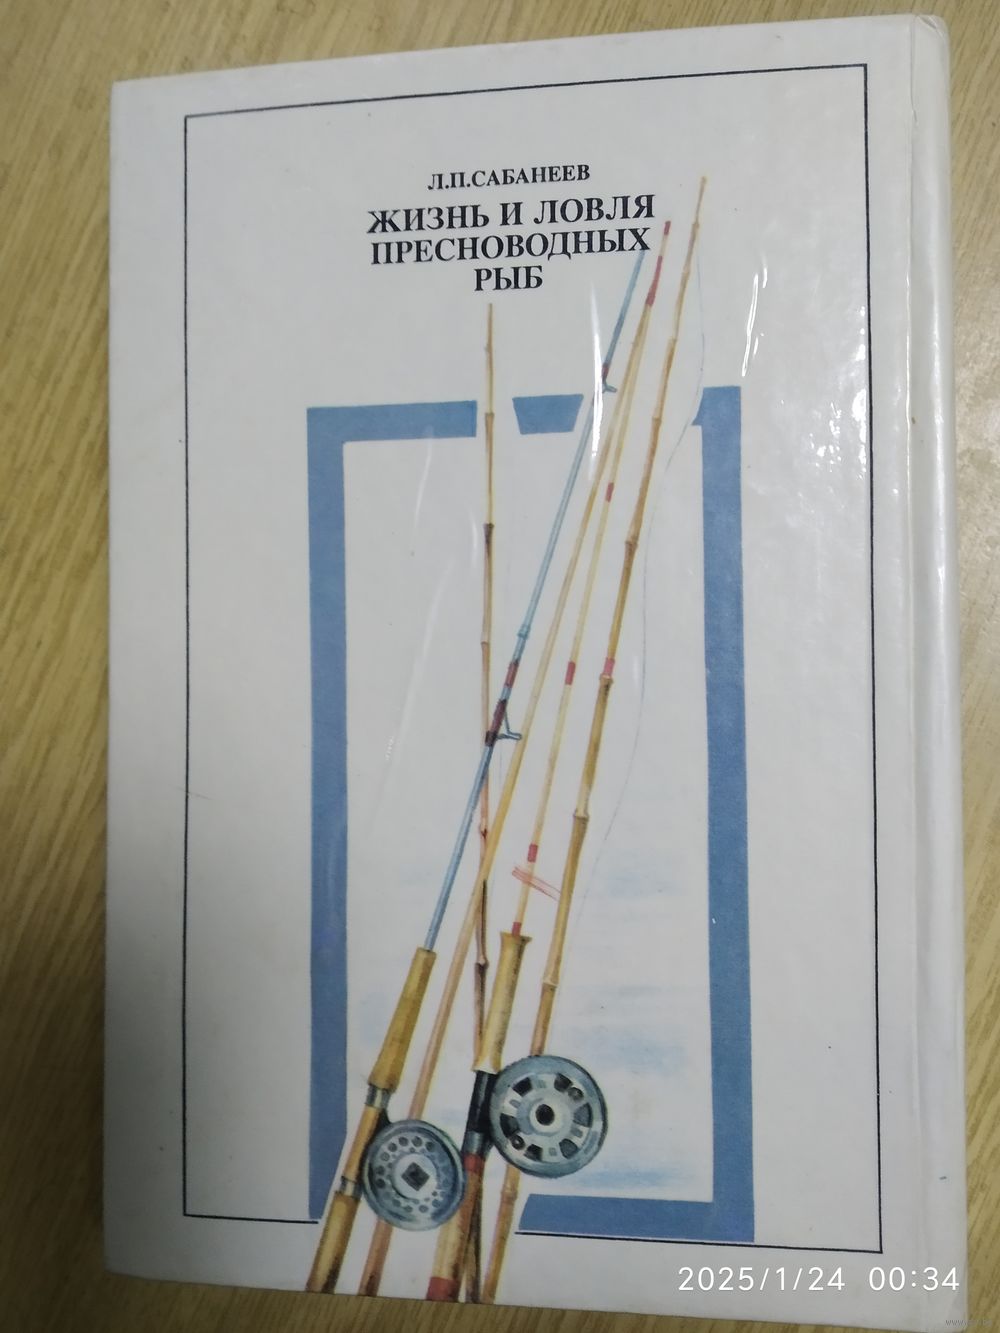 Л.П.САБАНЕЕВ
ЖИЗНЬ И ЛОВЛЯ
ПРЕСНОВОДНЫХ
РЫБ
2025/1/24 00:34